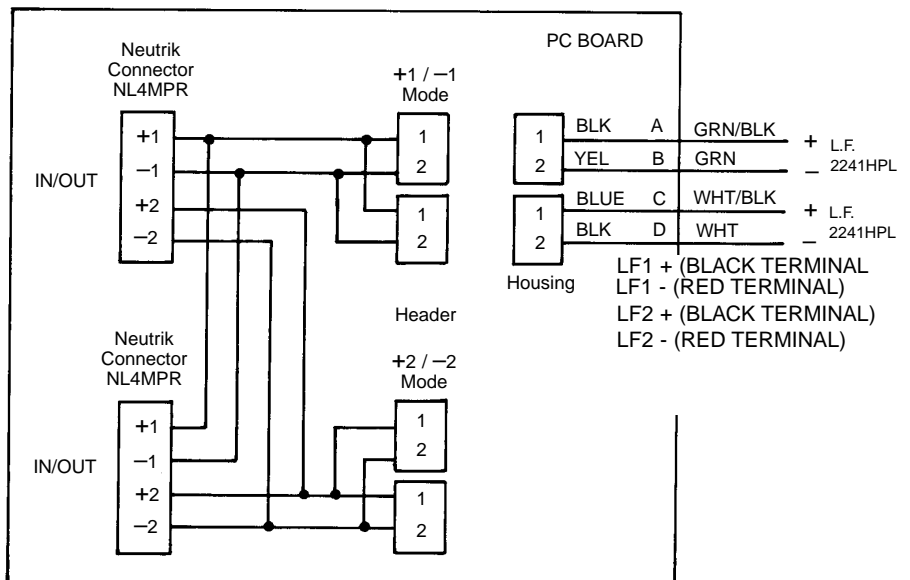 PC BOARD
Neutrik
Connector
NL4MPR
+1 / −1
Mode
IN/OUT
+1
−1
+2
−2
1
2
1
2
1
2
1
2
Housing
BLK A GRN/BLK +
YEL B GRN −
L.F.
2241HPL
BLUE C WHT/BLK +
BLK D WHT −
L.F.
2241HPL
LF1 + (BLACK TERMINAL
LF1 - (RED TERMINAL)
LF2 + (BLACK TERMINAL)
LF2 - (RED TERMINAL)
Header
Neutrik
Connector
NL4MPR
+2 / −2
Mode
IN/OUT
+1
−1
+2
−2
1
2
1
2